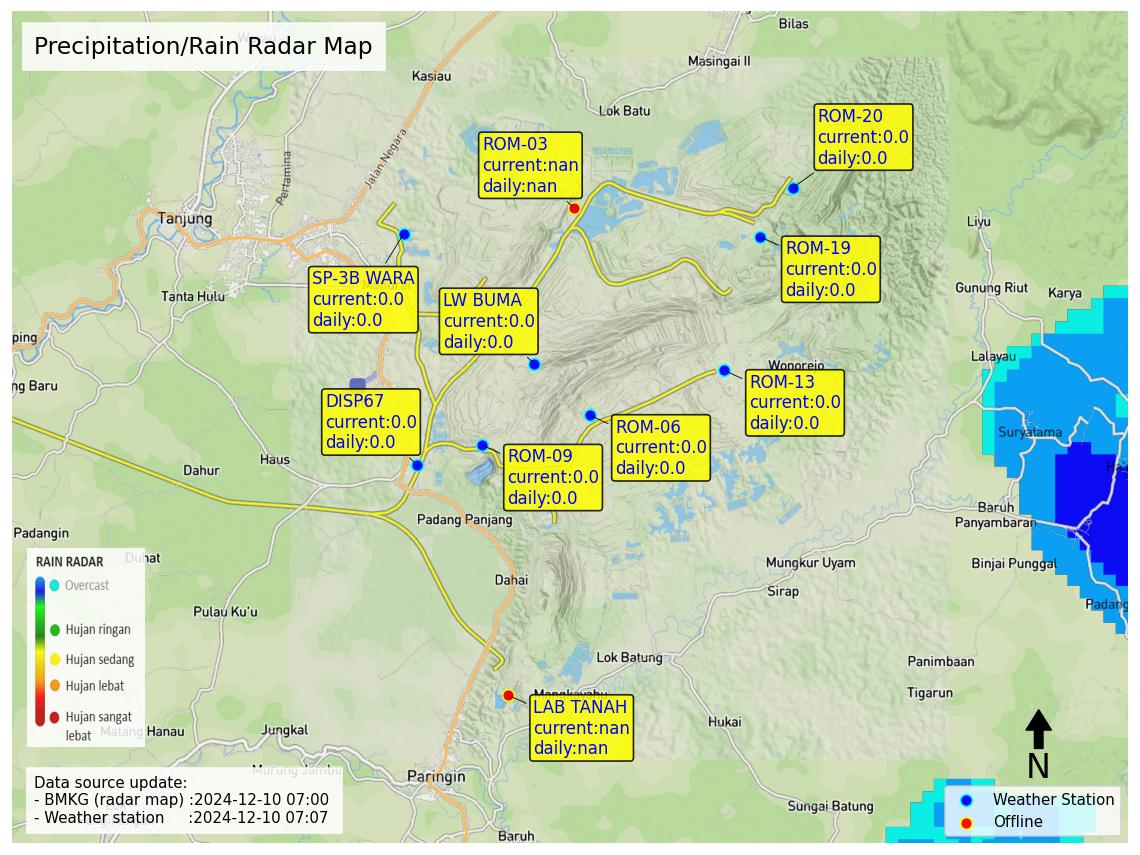 Precipitation/Rain Radar Map
Bilas
Masingai II
Kasiau
Lok Batu
Jalan Negara
Pertamina
Tanjung
Tanta Hulu
ROM-03
current:nan
daily:nan
ROM-20
current:0.0
daily:0.0
ROM-19
current:0.0
daily:0.0
SP-3B WARA
current:0.0
daily:0.0
LW BUMA
current:0.0
daily:0.0
Liyu
Gunung Riut
Karya
Lalayau
ping
ng Baru
Wonorejo
ROM-13
current:0.0
daily:0.0
DISP67
current:0.0
daily:0.0
ROM-06
current:0.0
daily:0.0
ROM-09
current:0.0
daily:0.0
Suryatama
Haus
Dahur
Padang Panjang
Baruh
Panyambaran
Padangin
Duhat
Binjai Punggal
Mungkur Uyam
Dahai
Sirap
Padang
Pulau Ku'u
RAIN RADAR
Overcast
Hujan ringan
Hujan sedang
Hujan lebat
Hujan sangat
lebat
Lok Batung
Panimbaan
Tigarun
Mangkayahu
LAB TANAH
current:nan
daily:nan
Hukai
Matang Hanau
Jungkal
Murung Jambu
Paringin
Sungai Batung
Baruh
N
Weather Station
Offline
Data source update:
- BMKG (radar map) :2024-12-10 07:00
- Weather station :2024-12-10 07:07